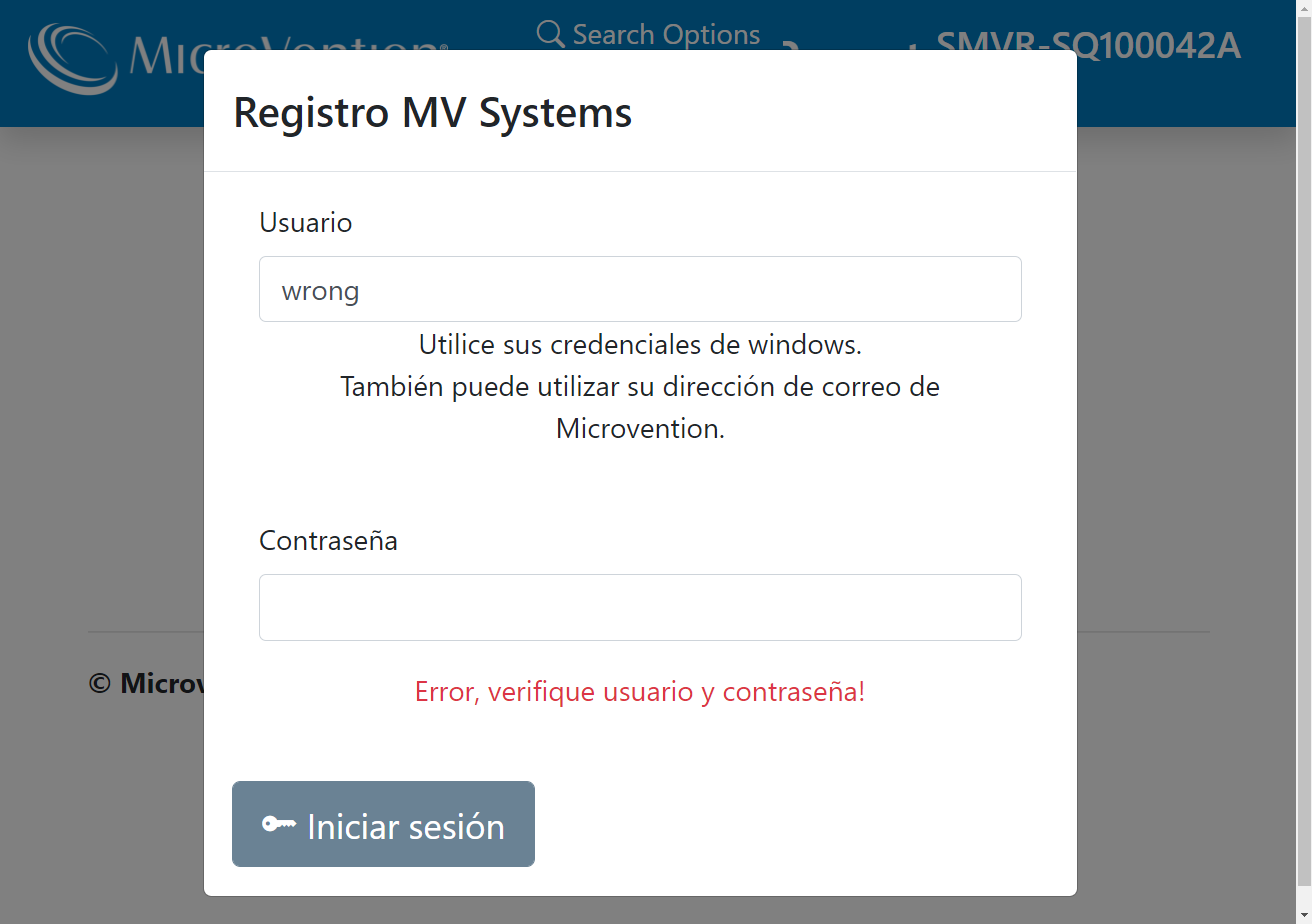 Search Options
SMVR-SQ100042A
Registro MV Systems
Usuario
wrong
Utilice sus credenciales de windows.
También puede utilizar su dirección de correo de
Microvention.
Contraseña
© Microv
Error, verifique usuario y contraseña!
Iniciar sesión